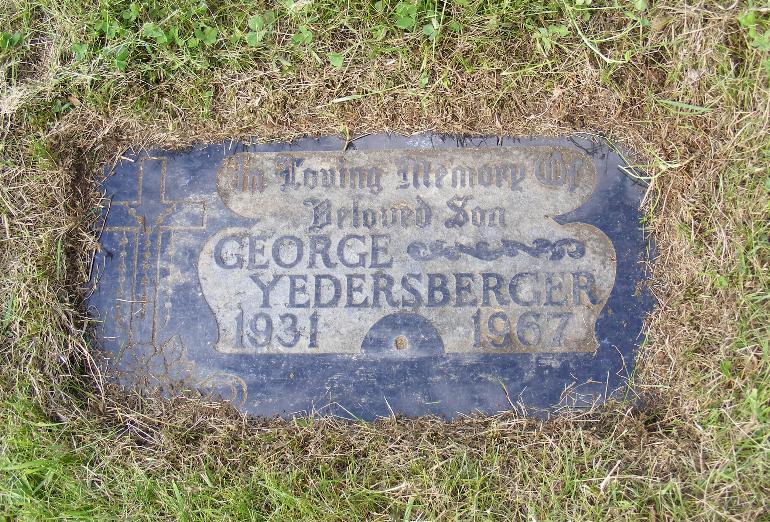 In Loving Memory Of
Beloved Son
GEORGE
YEDERSBERGER
1931 1967